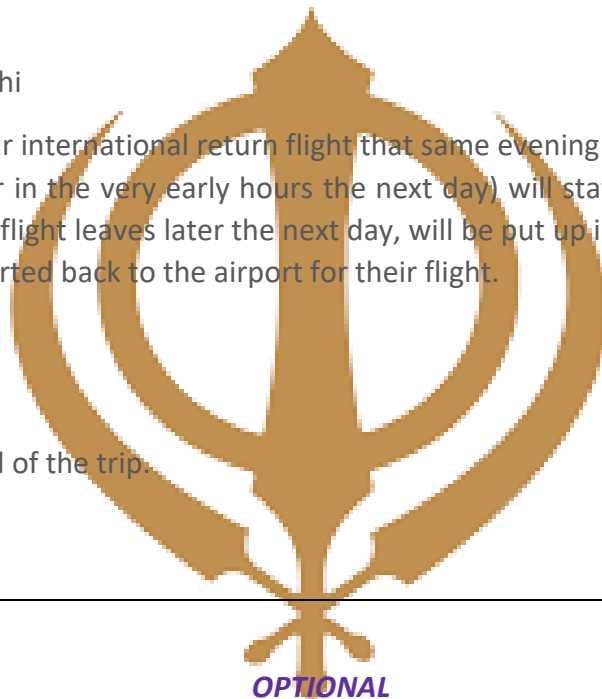 hi
r international return flight that same evening
r in the very early hours the next day) will stay
flight leaves later the next day, will be put up i
rted back to the airport for their flight.
l of the trip.
OPTIONAL